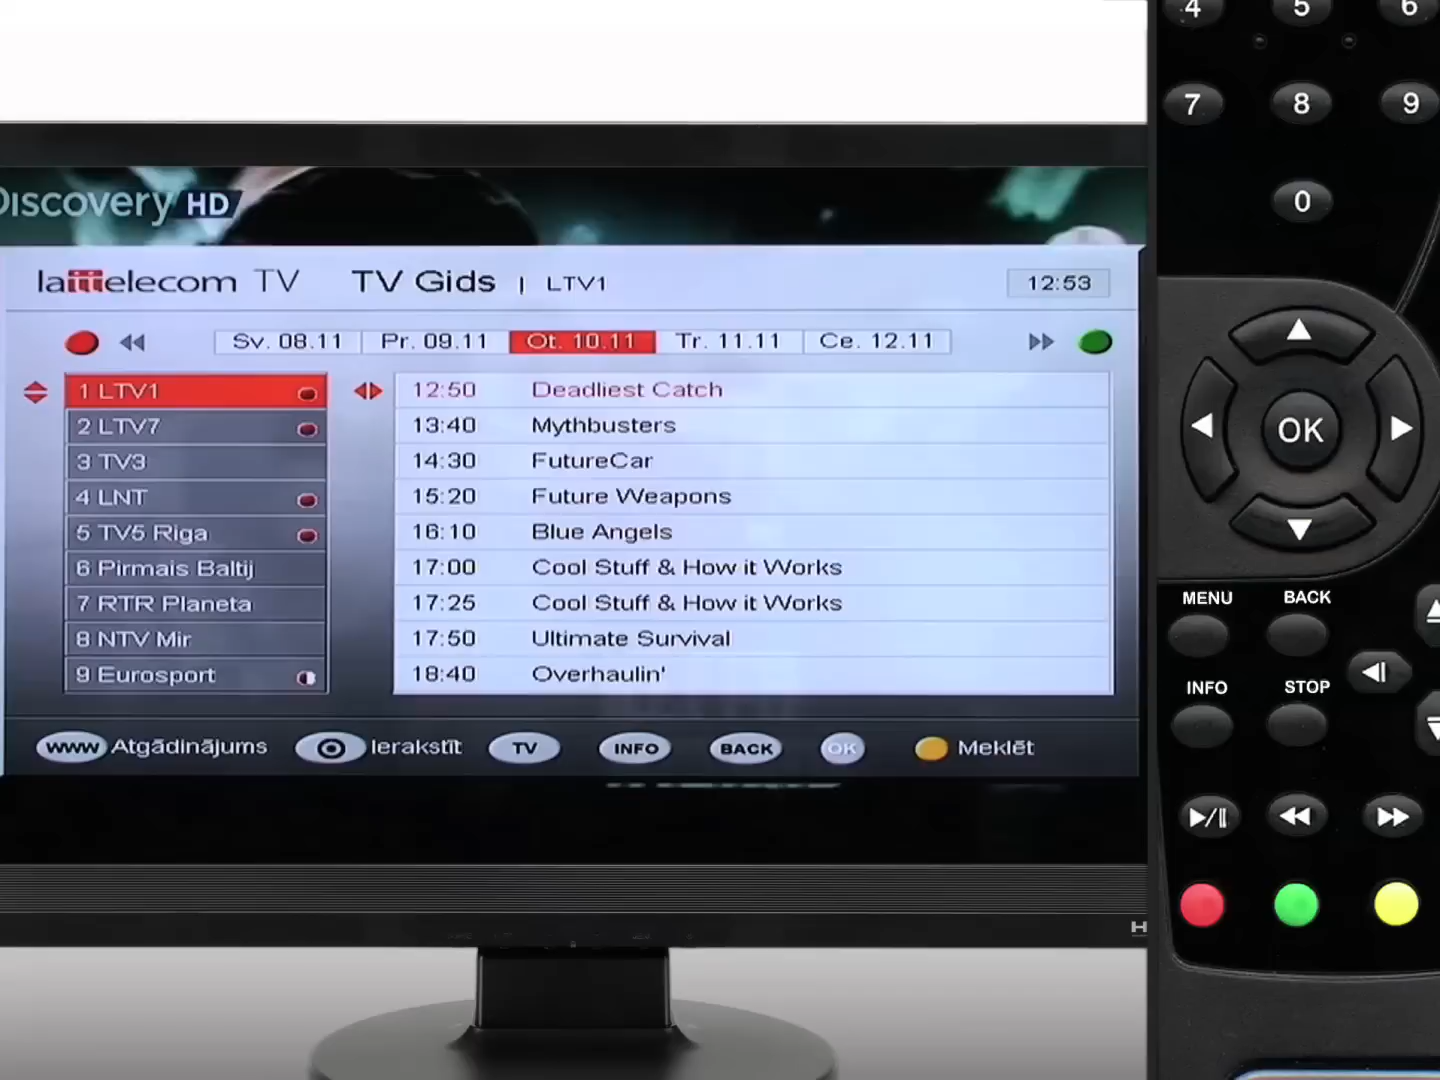 4 5 6
7 8 9
0
Discovery HD
lattelecom TV TV Gids | LTV1 12:53
Sv. 08.11 Pr. 09.11 Ot. 10.11 Tr. 11.11 Ce. 12.11
1 LTV1
2 LTV7
3 TV3
4 LNT
5 TV5 Riga
6 Pirmais Baltij
7 RTR Planeta
8 NTV Mir
9 Eurosport
12:50 Deadliest Catch
13:40 Mythbusters
14:30 FutureCar
15:20 Future Weapons
16:10 Blue Angels
17:00 Cool Stuff & How it Works
17:25 Cool Stuff & How it Works
17:50 Ultimate Survival
18:40 Overhaulin'
www Atgādinājums Ierakstīt TV INFO BACK OK Meklēt
OK
MENU BACK
INFO STOP